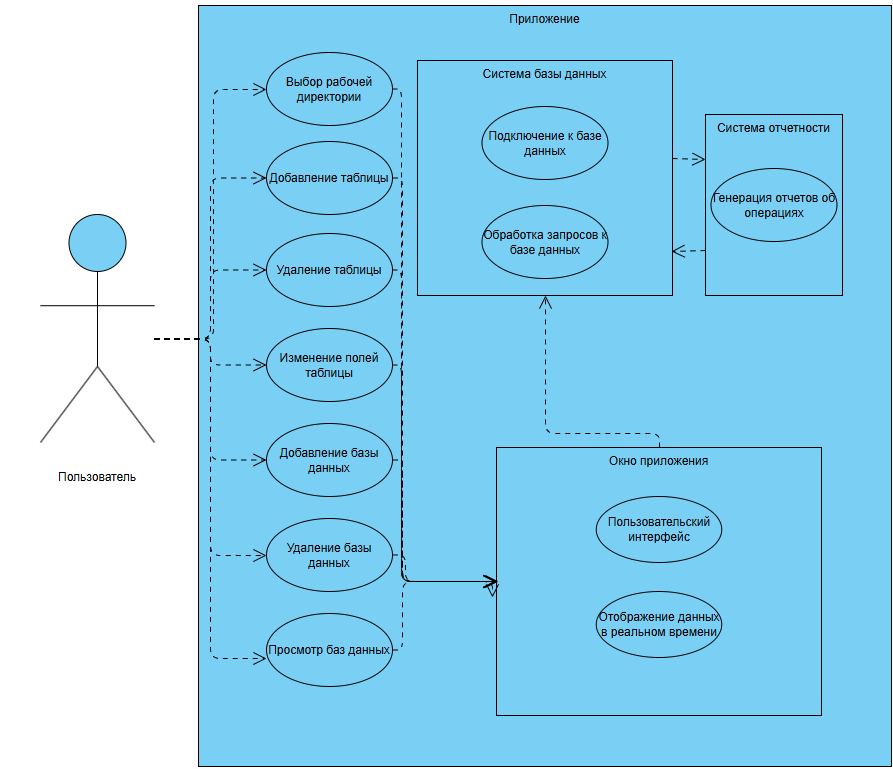 Приложение
Выбор рабочей
директории
Добавление таблицы
Удаление таблицы
Изменение полей
таблицы
Добавление базы
данных
Удаление базы
данных
Просмотр баз данных
Система базы данных
Подключение к базе
данных
Обработка запросов к
базе данных
Система отчетности
Генерация отчетов об
операциях
Окно приложения
Пользовательский
интерфейс
Отображение данных
в реальном времени
Пользователь